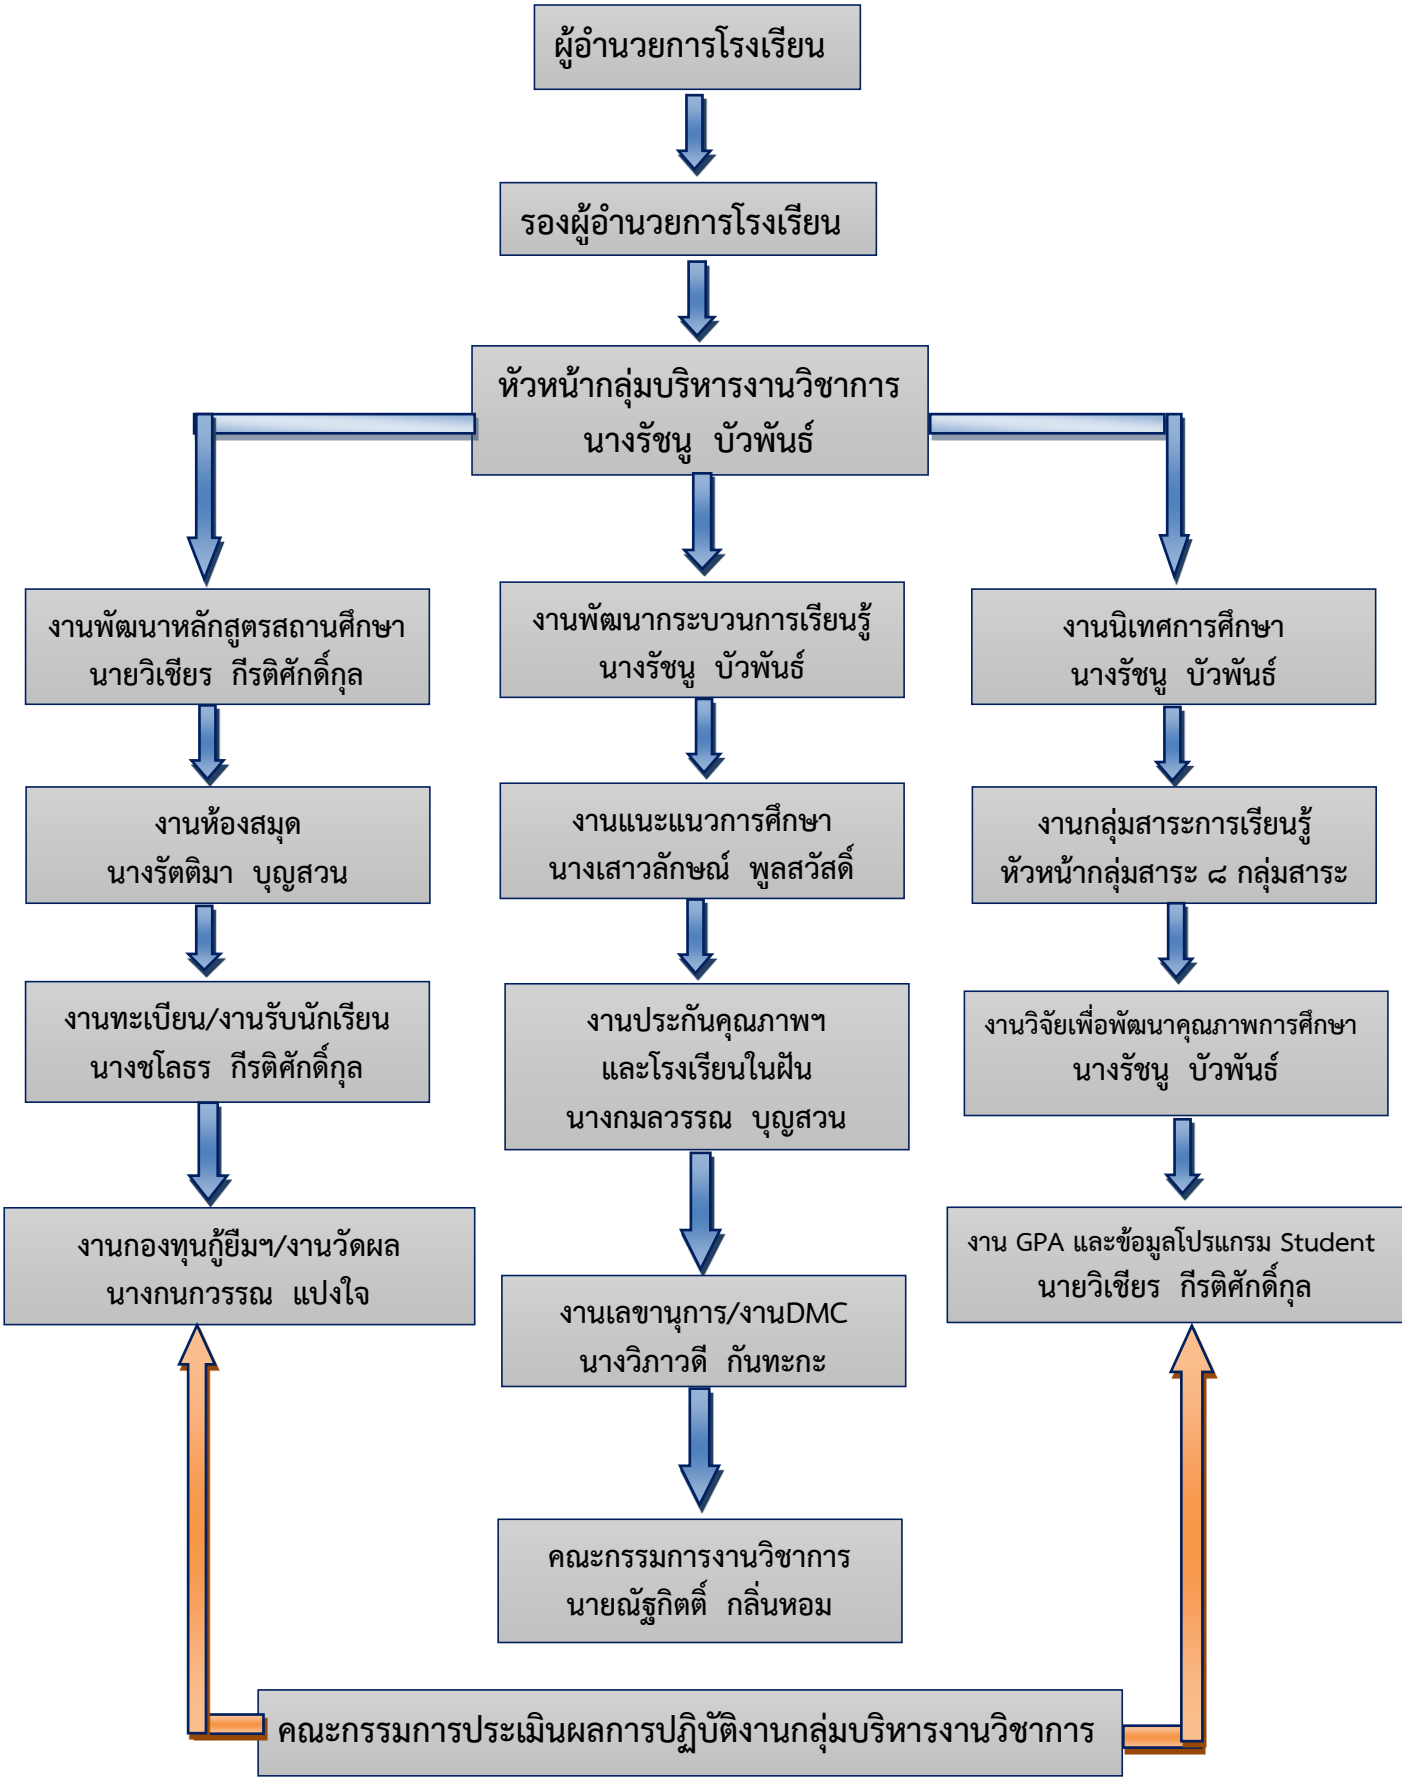 ผู้อำนวยการโรงเรียน
รองผู้อำนวยการโรงเรียน
หัวหน้ากลุ่มบริหารงานวิชาการ
นางรัชนู บัวพันธ์
งานพัฒนาหลักสูตรสถานศึกษา
นายวิเชียร กีรติศักดิ์กุล
งานพัฒนากระบวนการเรียนรู้
นางรัชนู บัวพันธ์
งานนิเทศการศึกษา
นางรัชนู บัวพันธ์
งานห้องสมุด
นางรัตติมา บุญสวน
งานแนะแนวการศึกษา
นางเสาวลักษณ์ พูลสวัสดิ์
งานกลุ่มสาระการเรียนรู้
หัวหน้ากลุ่มสาระ ๘ กลุ่มสาระ
งานทะเบียน/งานรับนักเรียน
นางชโลธร กีรติศักดิ์กุล
งานประกันคุณภาพฯ
และโรงเรียนในฝัน
นางกมลวรรณ บุญสวน
งานวิจัยเพื่อพัฒนาคุณภาพการศึกษา
นางรัชนู บัวพันธ์
งานกองทุนกู้ยืมฯ/งานวัดผล
นางกนกวรรณ แปงใจ
งานเลขานุการ/งานDMC
นางวิภาวดี กันทะกะ
งาน GPA และข้อมูลโปรแกรม Student
นายวิเชียร กีรติศักดิ์กุล
คณะกรรมการงานวิชาการ
นายณัฐกิตติ์ กลิ่นหอม
คณะกรรมการประเมินผลการปฏิบัติงานกลุ่มบริหารงานวิชาการ